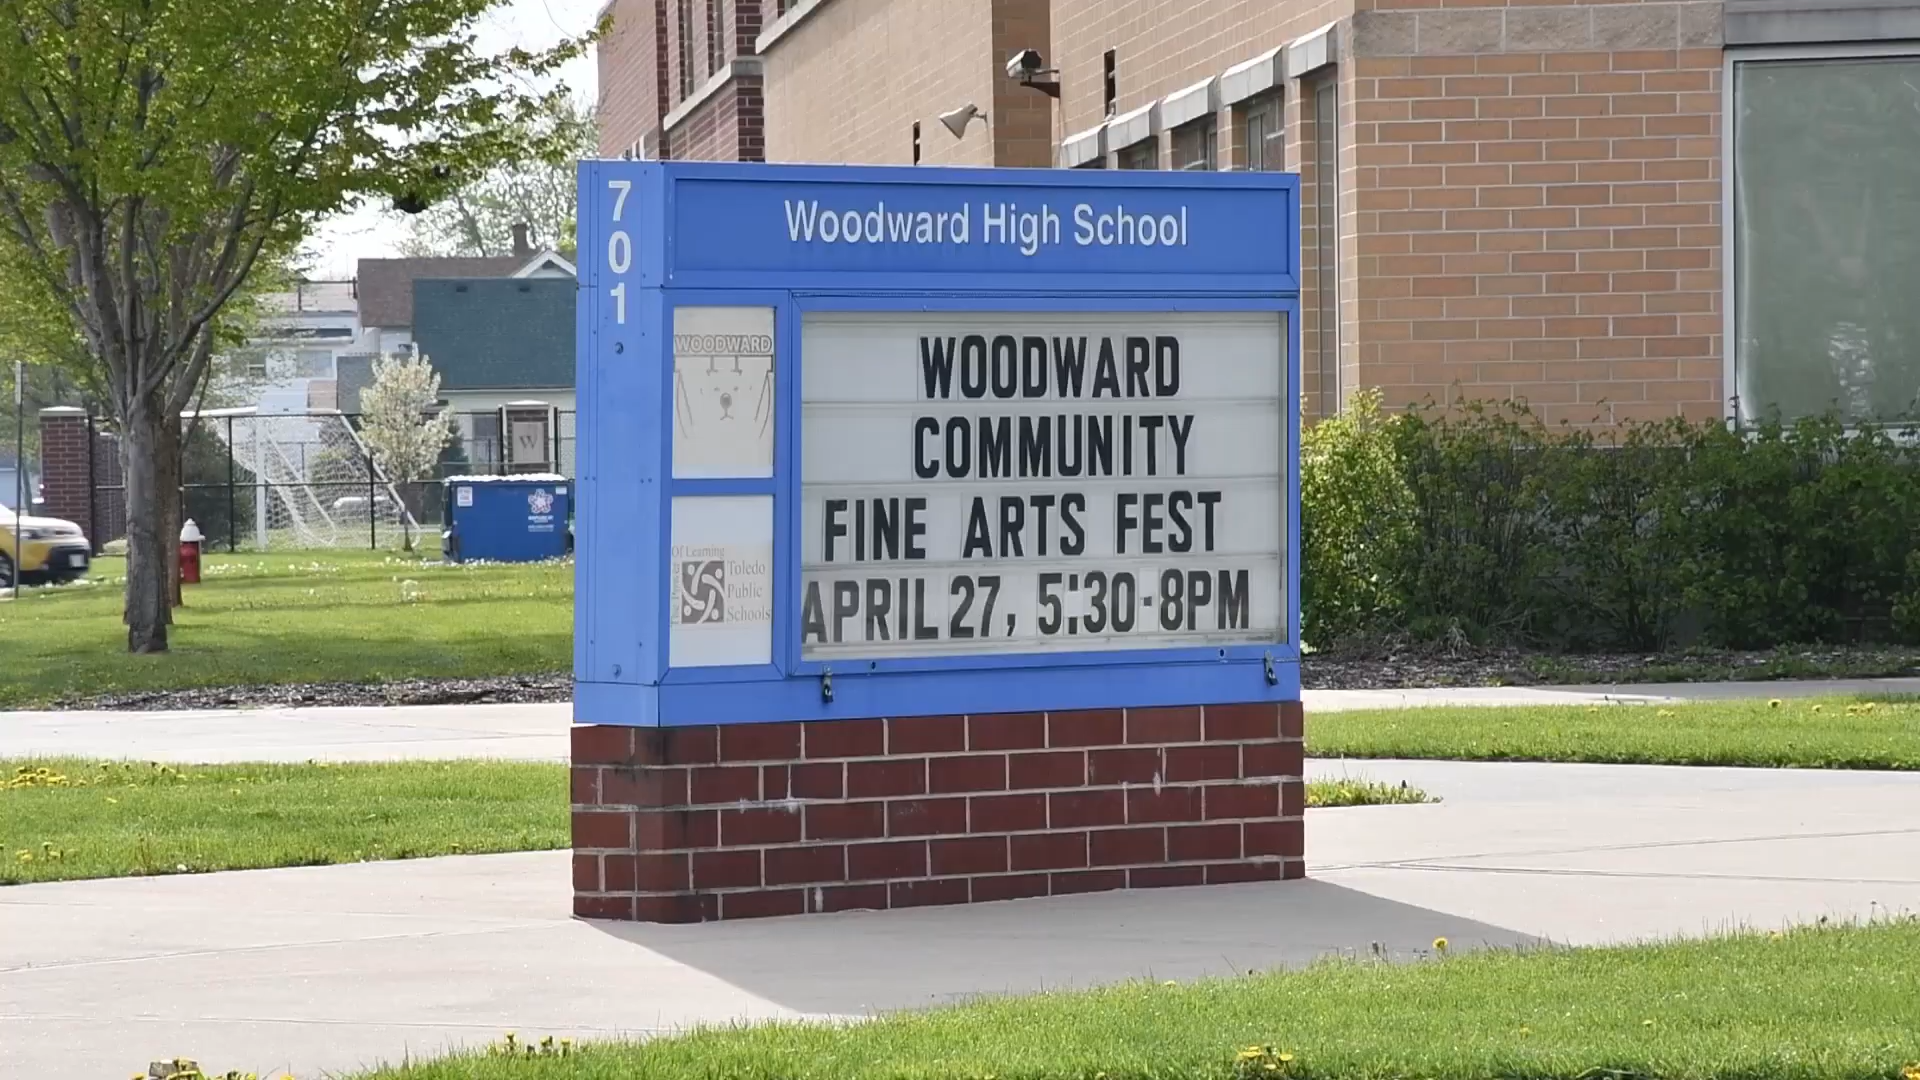 701
Woodward High School
WOODWARD
WOODWARD
COMMUNITY
FINE ARTS FEST
APRIL 27, 5:30-8PM
Of Learning
Toledo
Public
Schools
W